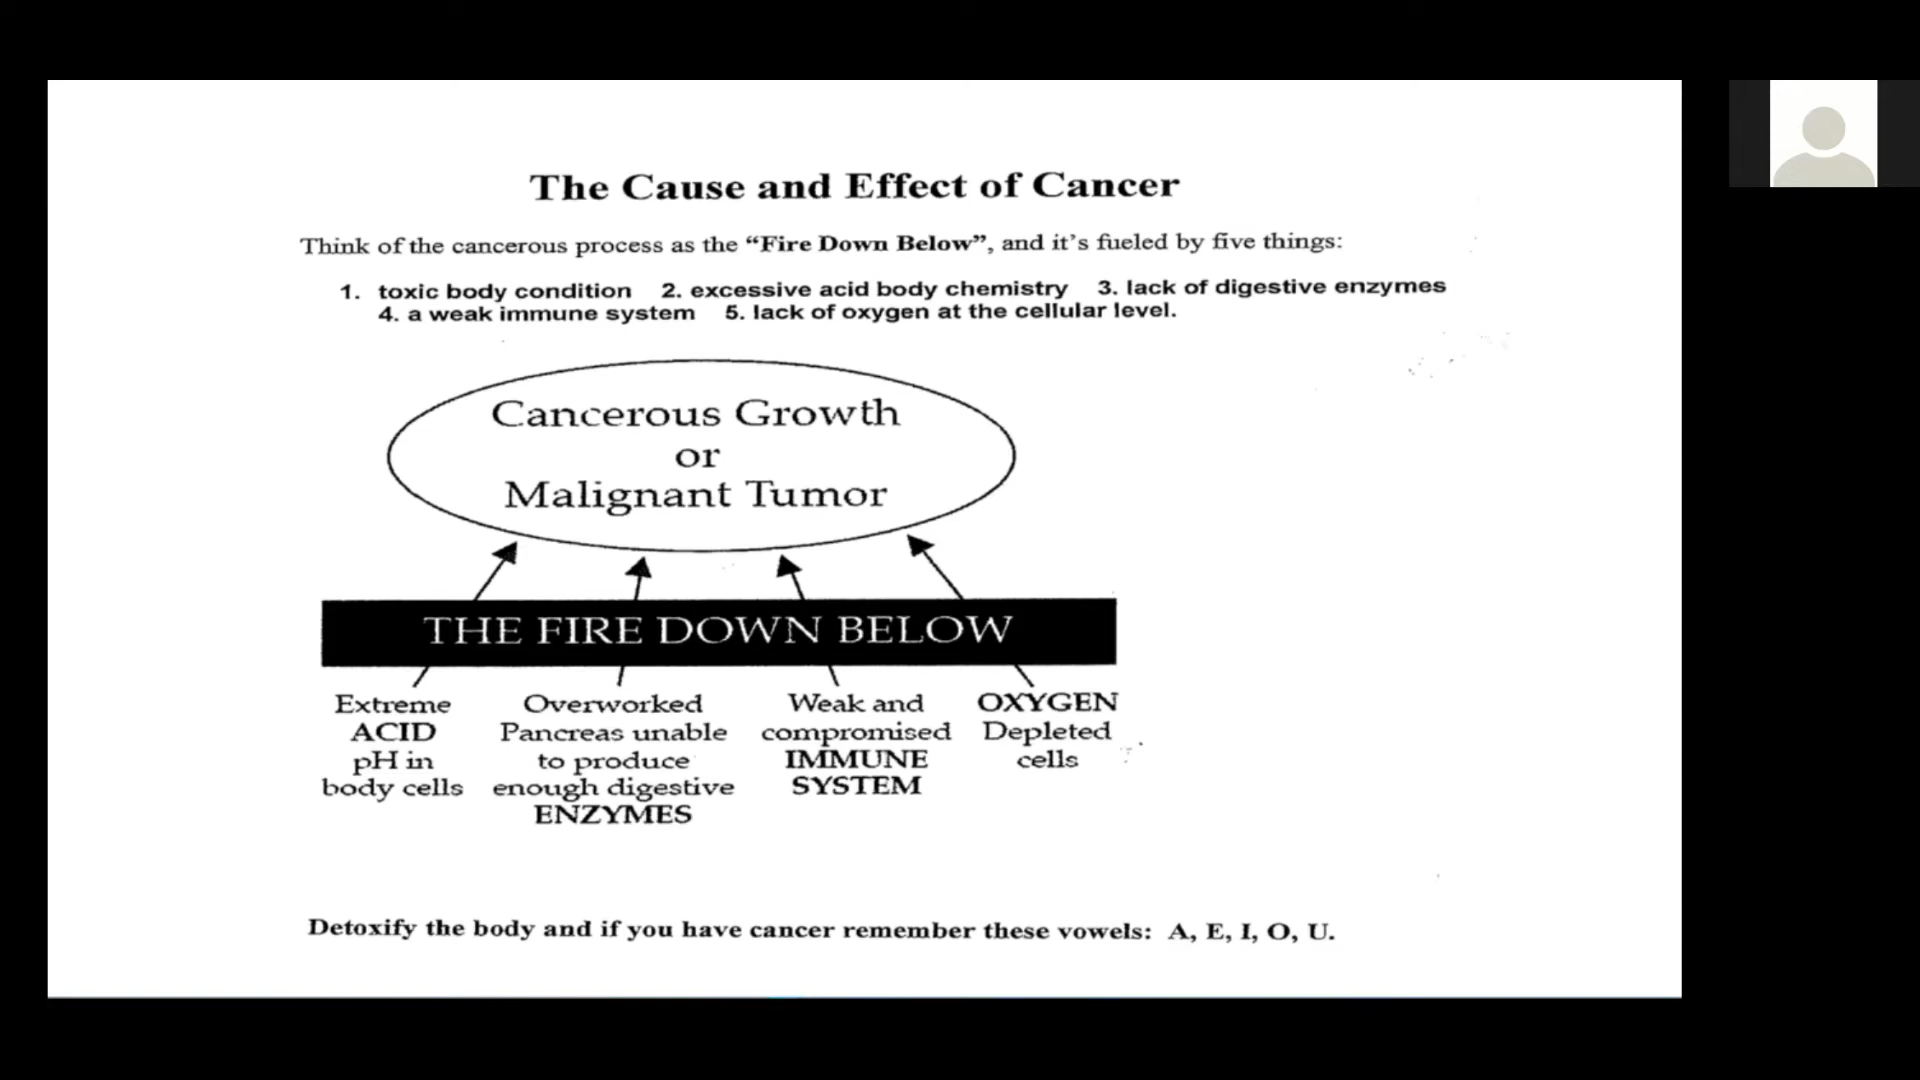 The Cause and Effect of Cancer
Think of the cancerous process as the “Fire Down Below”, and it’s fueled by five things:
1. toxic body condition 2. excessive acid body chemistry 3. lack of digestive enzymes
4. a weak immune system 5. lack of oxygen at the cellular level.
Cancerous Growth
or
Malignant Tumor
THE FIRE DOWN BELOW
Extreme
ACID
pH in
body cells
Overworked
Pancreas unable
to produce
enough digestive
ENZYMES
Weak and
compromised
IMMUNE
SYSTEM
OXYGEN
Depleted
cells
Detoxify the body and if you have cancer remember these vowels: A, E, I, O, U.